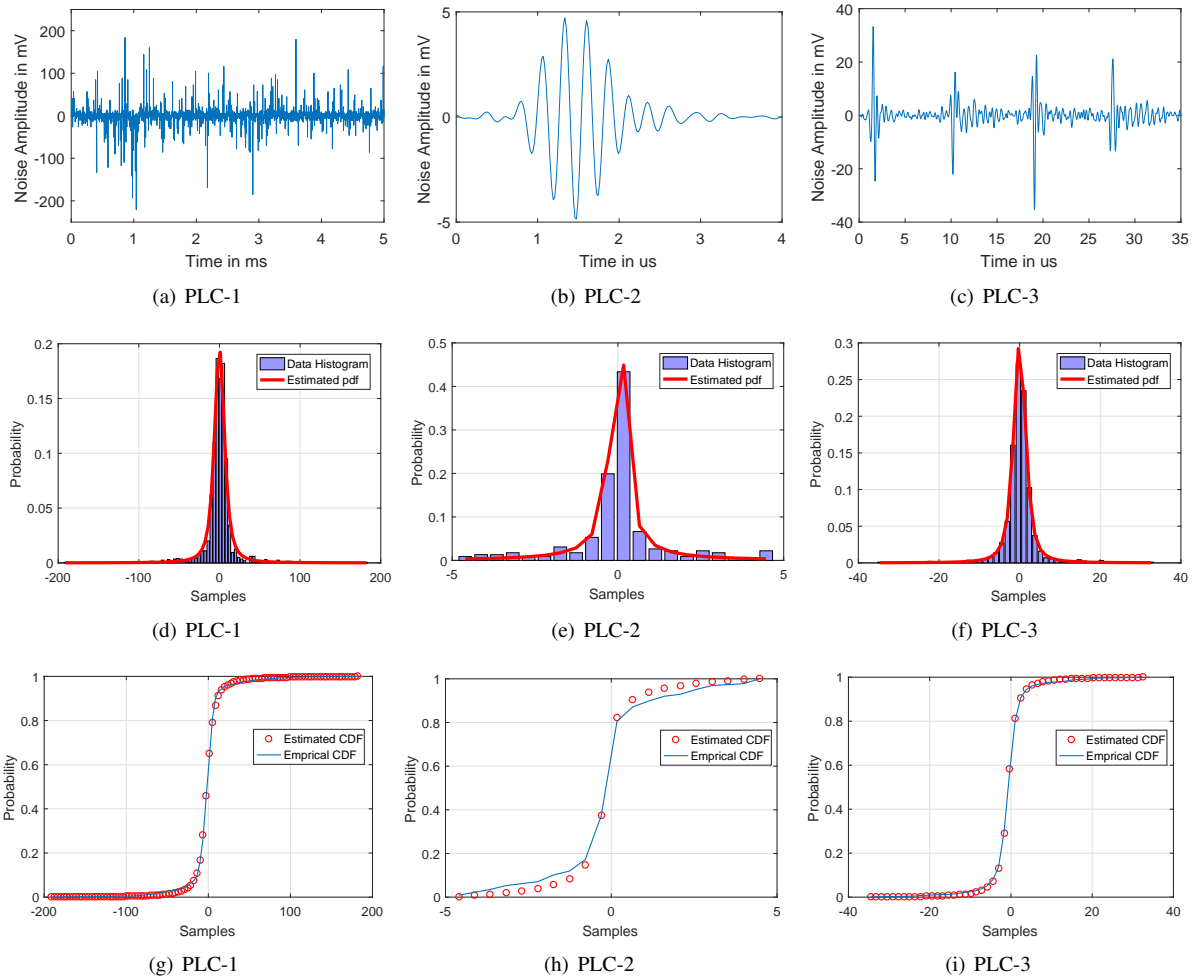 Noise Amplitude in mV
200
100
0
-100
-200
0
1
2
3
4
5
Time in ms
(a) PLC-1
Noise Amplitude in mV
5
0
-5
0
1
2
3
4
Time in us
(b) PLC-2
Noise Amplitude in mV
40
20
0
-20
-40
0
5
10
15
20
25
30
35
Time in us
(c) PLC-3
Probability
0.2
0.15
0.1
0.05
0
-200
-100
0
100
200
Data Histogram
Estimated pdf
Samples
(d) PLC-1
Probability
0.5
0.4
0.3
0.2
0.1
0
-5
0
5
Data Histogram
Estimated pdf
Samples
(e) PLC-2
Probability
0.3
0.25
0.2
0.15
0.1
0.05
0
-40
-20
0
20
40
Data Histogram
Estimated pdf
Samples
(f) PLC-3
Probability
1
0.8
0.6
0.4
0.2
0
-200
-100
0
100
200
Estimated CDF
Emprical CDF
Samples
(g) PLC-1
Probability
1
0.8
0.6
0.4
0.2
0
-5
0
5
Estimated CDF
Emprical CDF
Samples
(h) PLC-2
Probability
1
0.8
0.6
0.4
0.2
0
-40
-20
0
20
40
Estimated CDF
Emprical CDF
Samples
(i) PLC-3